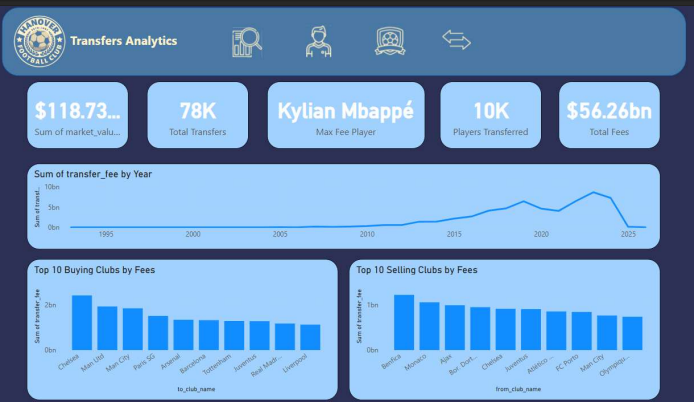 HANOVER
FOOTBALL CLUB
Transfers Analytics
$118.73...
Sum of market_valu...
78K
Total Transfers
Kylian Mbappé
Max Fee Player
10K
Players Transferred
$56.26bn
Total Fees
Sum of transfer_fee by Year
Sum of transf...
10bn
5bn
0bn
1995 2000 2005 2010 2015 2020 2025
Top 10 Buying Clubs by Fees
Sum of transfer_fee
2bn
0bn
Chelsea Man Utd Man City Paris SG Arsenal Barcelona Tottenham Juventus Real Madr... Liverpool
to_club_name
Top 10 Selling Clubs by Fees
Sum of transfer_fee
1bn
0bn
Benfica Monaco Ajax Bor. Dort... Chelsea Juventus Atlético ... FC Porto Man City Olympiqu...
from_club_name